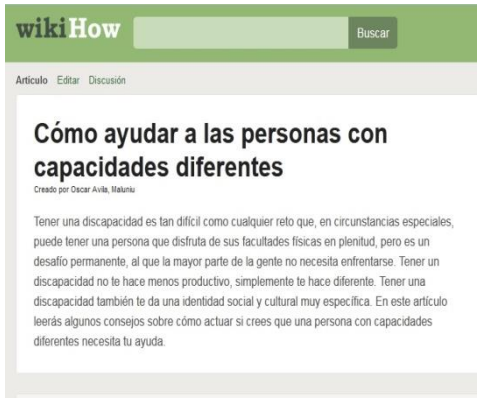 wikiHow Buscar
Artículo Editar Discusión
Cómo ayudar a las personas con
capacidades diferentes
Creado por Oscar Avila, Maluniu
Tener una discapacidad es tan difícil como cualquier reto que, en circunstancias especiales,
puede tener una persona que disfruta de sus facultades físicas en plenitud, pero es un
desafío permanente, al que la mayor parte de la gente no necesita enfrentarse. Tener un
discapacidad no te hace menos productivo, simplemente te hace diferente. Tener una
discapacidad también te da una identidad social y cultural muy específica. En este artículo
leerás algunos consejos sobre cómo actuar si crees que una persona con capacidades
diferentes necesita tu ayuda.